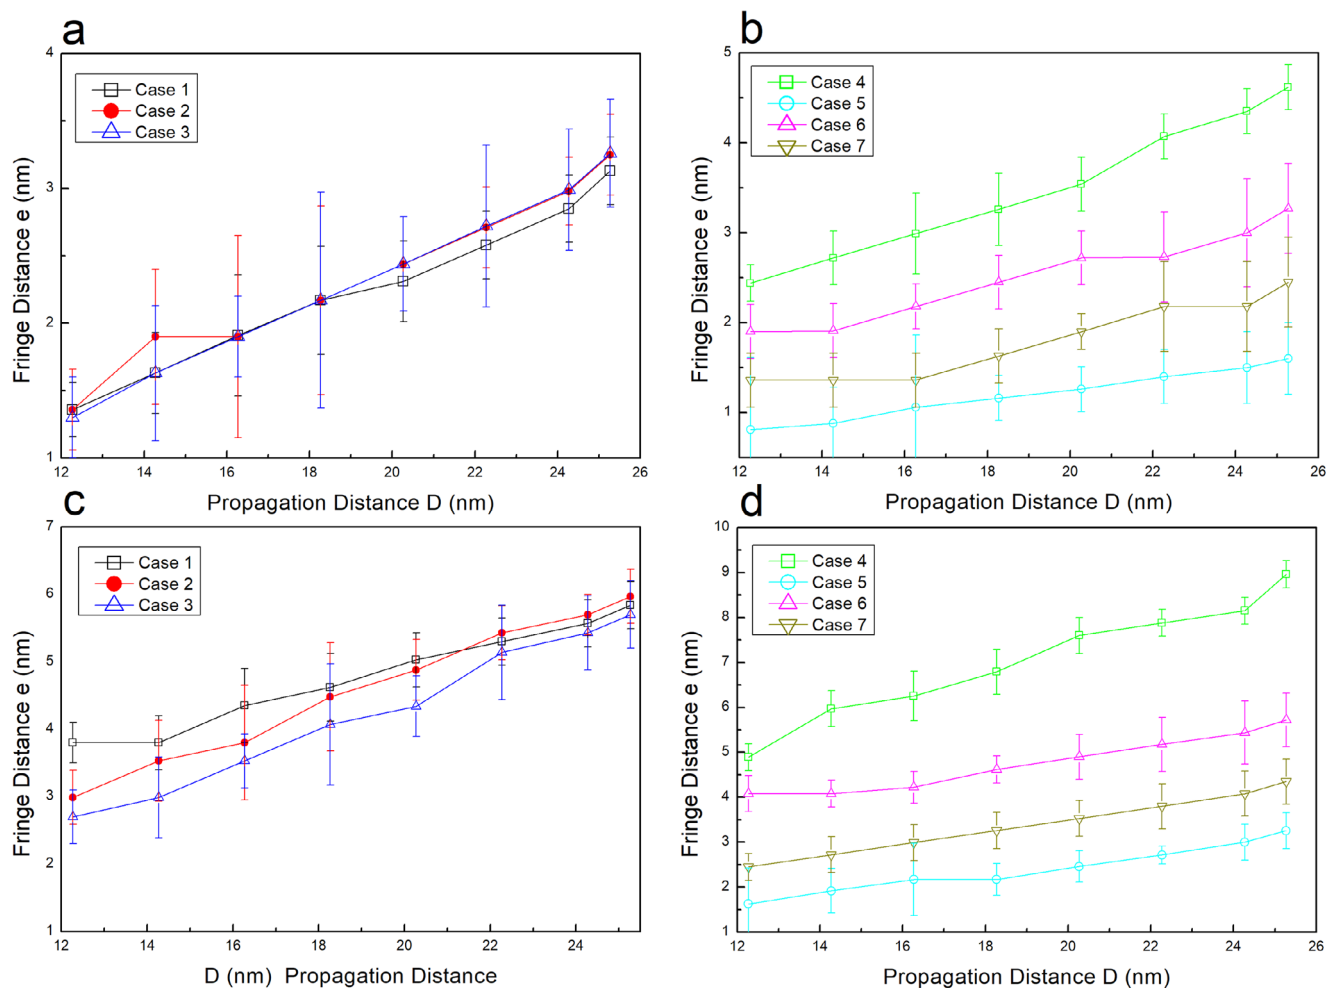 a
4
3
2
1
Case 1
Case 2
Case 3
Fringe Distance e (nm)
12 14 16 18 20 22 24 26
Propagation Distance D (nm)
b
5
4
3
2
1
Case 4
Case 5
Case 6
Case 7
Fringe Distance e (nm)
12 14 16 18 20 22 24 26
Propagation Distance D (nm)
c
7
6
5
4
3
2
1
Case 1
Case 2
Case 3
Fringe Distance e (nm)
12 14 16 18 20 22 24
D (nm) Propagation Distance
d
10
9
8
7
6
5
4
3
2
1
Case 4
Case 5
Case 6
Case 7
Fringe Distance e (nm)
12 14 16 18 20 22 24 26
Propagation Distance D (nm)